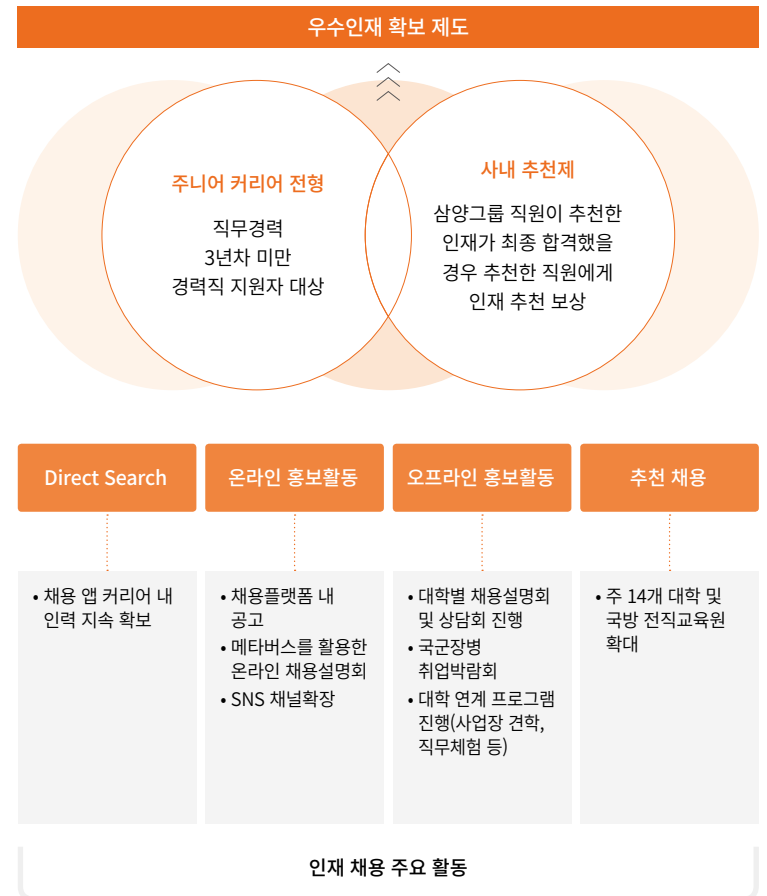 우수인재 확보 제도
주니어 커리어 전형
직무경력
3년차 미만
경력직 지원자 대상
사내 추천제
삼양그룹 직원이 추천한
인재가 최종 합격했을
경우 추천한 직원에게
인재 추천 보상
Direct Search
• 채용 앱 커리어 내
인력 지속 확보
온라인 홍보활동
• 채용플랫폼 내
공고
• 메타버스를 활용한
온라인 채용설명회
• SNS 채널확장
오프라인 홍보활동
• 대학별 채용설명회
및 상담회 진행
• 국군장병
취업박람회
• 대학 연계 프로그램
진행(사업장 견학,
직무체험 등)
추천 채용
• 주 14개 대학 및
국방 전직교육원
확대
인재 채용 주요 활동